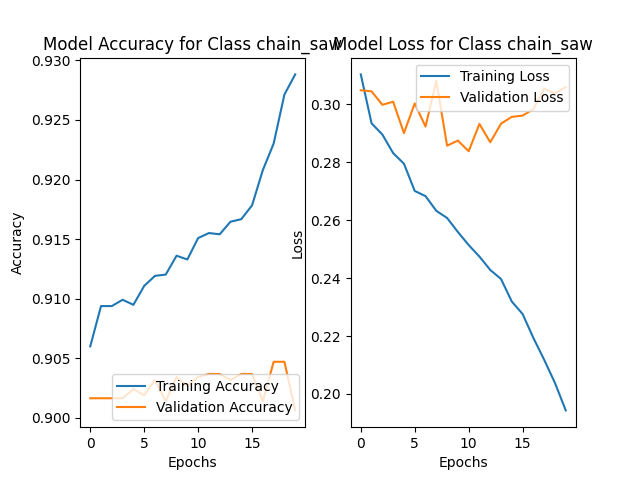 Model Accuracy for Class chain_saw
Model Loss for Class chain_saw
0.930
0.925
0.920
0.915
0.910
0.905
0.900
Accuracy
Training Accuracy
Validation Accuracy
0 5 10 15
Epochs
0.30
0.28
0.26
0.24
0.22
0.20
Loss
Training Loss
Validation Loss
0 5 10 15
Epochs